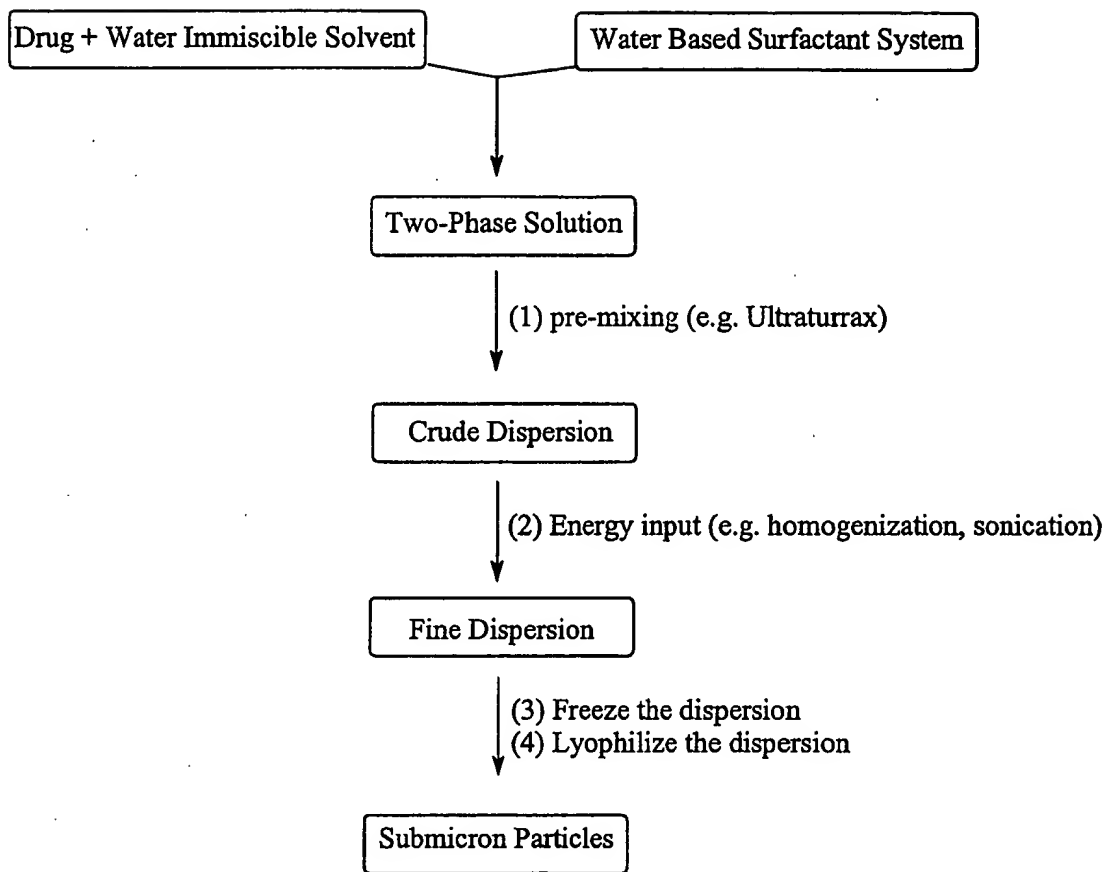 Drug + Water Immiscible Solvent
Water Based Surfactant System
Two-Phase Solution
(1) pre-mixing (e.g. Ultraturrax)
Crude Dispersion
(2) Energy input (e.g. homogenization, sonication)
Fine Dispersion
(3) Freeze the dispersion
(4) Lyophilize the dispersion
Submicron Particles